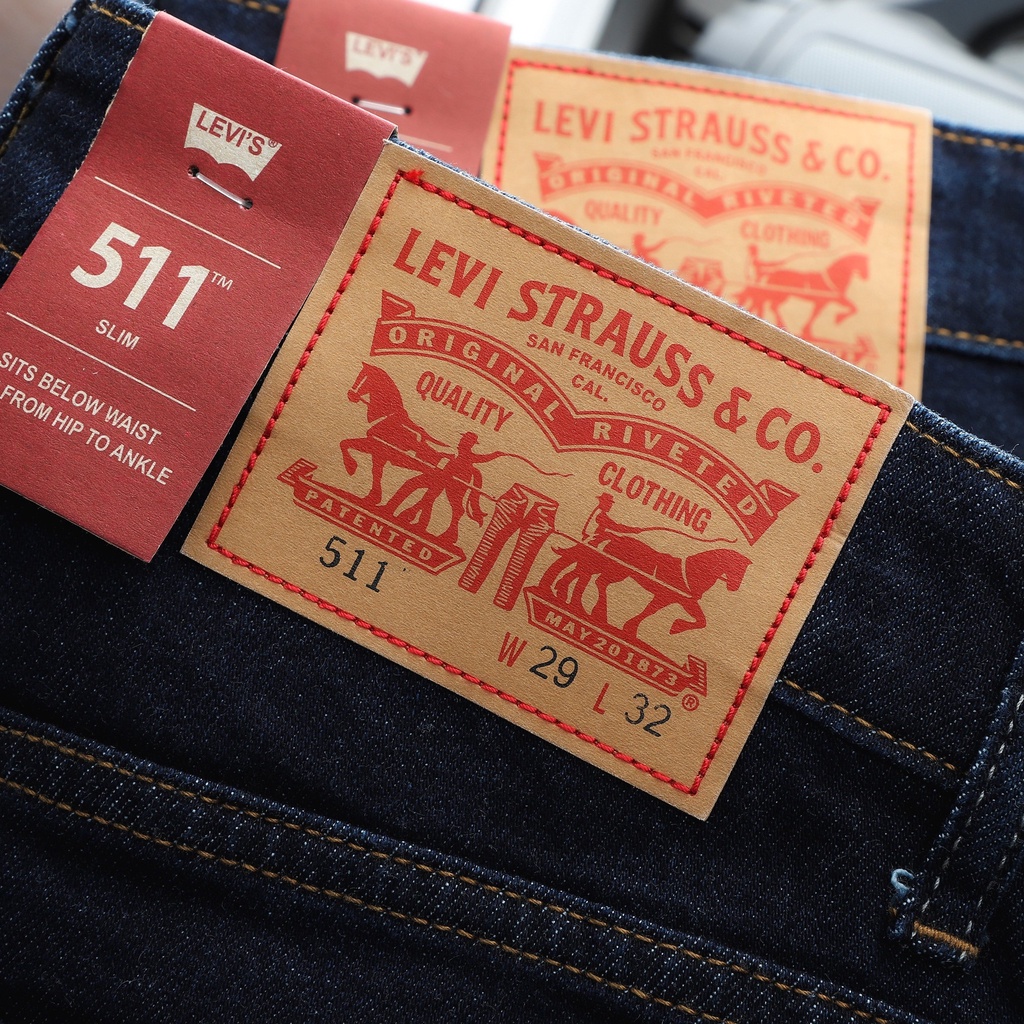 LEVI'S®
511™
SLIM
SITS BELOW WAIST
FROM HIP TO ANKLE
LEVI STRAUSS & CO.
SAN FRANCISCO
CAL.
ORIGINAL RIVETED
QUALITY CLOTHING
PATENTED
MAY 20 1873
®
511
W 29 L 32
LEVI'S
LEVI STRAUSS & CO.
SAN FRANCISCO
CAL.
ORIGINAL RIVETED
QUALITY CLOTHING